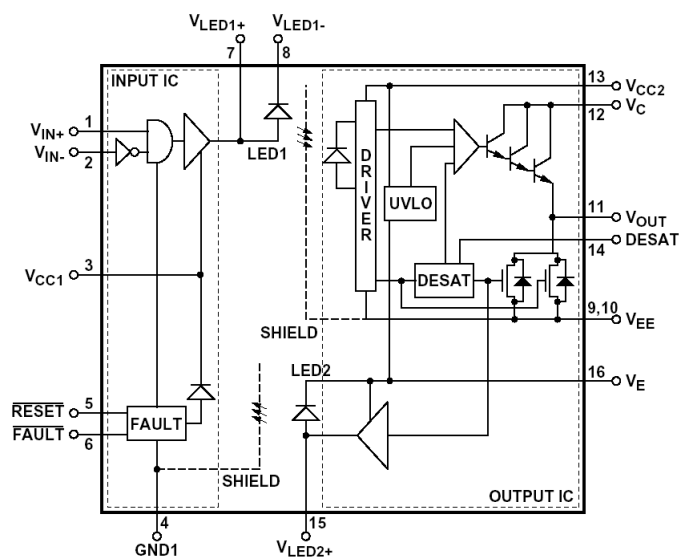 VLED1+ VLED1-
7 8
INPUT IC
13 VCC2
12 VC
1 VIN+
2 VIN-
LED1
DRIVER
UVLO
11 VOUT
14 DESAT
3 VCC1
DESAT
9,10 VEE
SHIELD
LED2
16 VE
5 RESET
FAULT
6 FAULT
SHIELD
OUTPUT IC
4 15
GND1 VLED2+